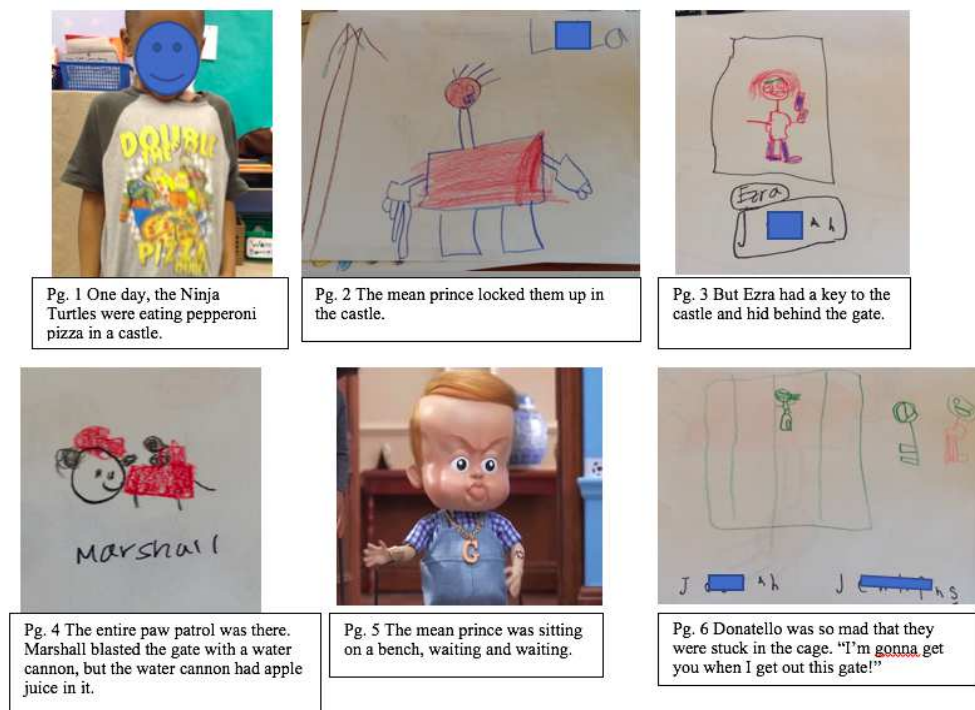 DOUBLE
THE
PIZZA
L a
Pg. 1 One day, the Ninja
Turtles were eating pepperoni
pizza in a castle.
Pg. 2 The mean prince locked them up in
the castle.
Ezra
J a h
Pg. 3 But Ezra had a key to the
castle and hid behind the gate.
Marshall
G
Pg. 4 The entire paw patrol was there.
Marshall blasted the gate with a water
cannon, but the water cannon had apple
juice in it.
Pg. 5 The mean prince was sitting
on a bench, waiting and waiting.
J a h J e n s
Pg. 6 Donatello was so mad that they
were stuck in the cage. “I’m gonna get
you when I get out this gate!”